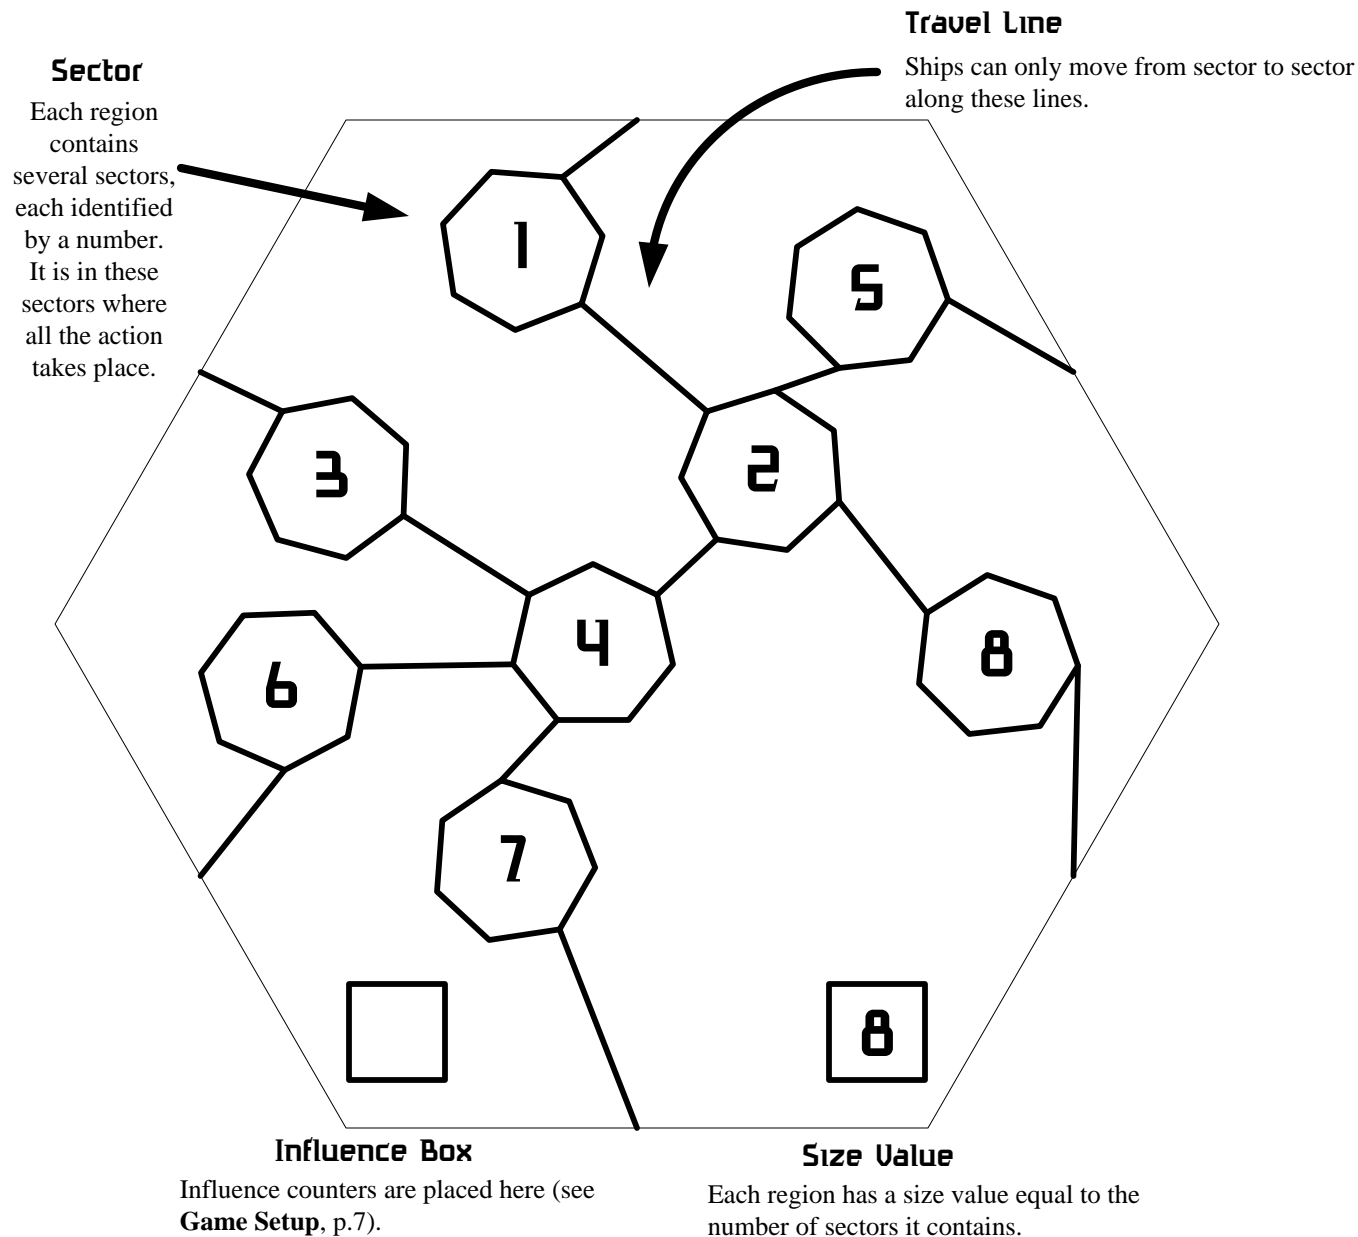 Travel Line
Ships can only move from sector to sector
along these lines.
Sector
Each region
contains
several sectors,
each identified
by a number.
It is in these
sectors where
all the action
takes place.
1
5
3
2
4
6
8
7
8
Influence Box
Influence counters are placed here (see
Game Setup, p.7).
Size Value
Each region has a size value equal to the
number of sectors it contains.